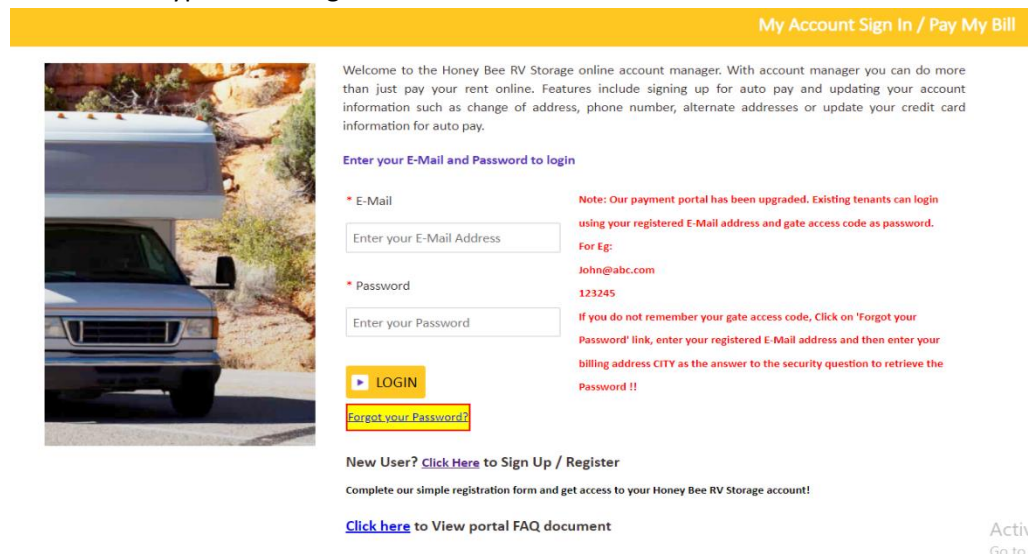 My Account Sign In / Pay My Bill
Welcome to the Honey Bee RV Storage online account manager. With account manager you can do more
than just pay your rent online. Features include signing up for auto pay and updating your account
information such as change of address, phone number, alternate addresses or update your credit card
information for auto pay.
Enter your E-Mail and Password to login
* E-Mail
Enter your E-Mail Address
* Password
Enter your Password
LOGIN
Forgot your Password?
Note: Our payment portal has been upgraded. Existing tenants can login
using your registered E-Mail address and gate access code as password.
For Eg:
John@abc.com
123245
If you do not remember your gate access code, Click on 'Forgot your
Password' link, enter your registered E-Mail address and then enter your
billing address CITY as the answer to the security question to retrieve the
Password !!
New User? Click Here to Sign Up / Register
Complete our simple registration form and get access to your Honey Bee RV Storage account!
Click here to View portal FAQ document